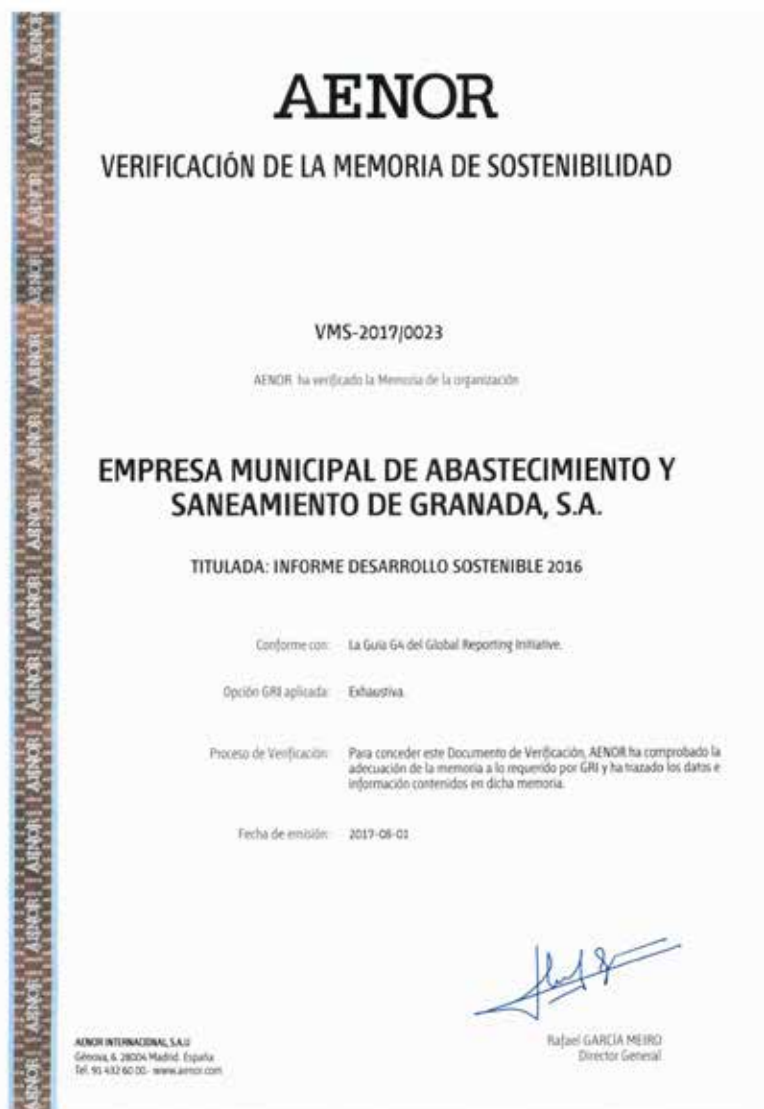 AENOR
VERIFICACIÓN DE LA MEMORIA DE SOSTENIBILIDAD
VMS-2017/0023
AENOR ha verificado la Memoria de la organización
EMPRESA MUNICIPAL DE ABASTECIMIENTO Y
SANEAMIENTO DE GRANADA, S.A.
TITULADA: INFORME DESARROLLO SOSTENIBLE 2016
Conforme con: La Guía G4 del Global Reporting Initiative.
Opción GRI aplicada: Exhaustiva.
Proceso de Verificación: Para conceder este Documento de Verificación, AENOR ha comprobado la
adecuación de la memoria a lo requerido por GRI y ha trazado los datos e
información contenidos en dicha memoria.
Fecha de emisión: 2017-08-01
Rafael GARCÍA MEIRO
Director General
AENOR INTERNACIONAL, S.A.U
Génova, 6. 28004 Madrid. España
Tel. 91 432 60 00.- www.aenor.com